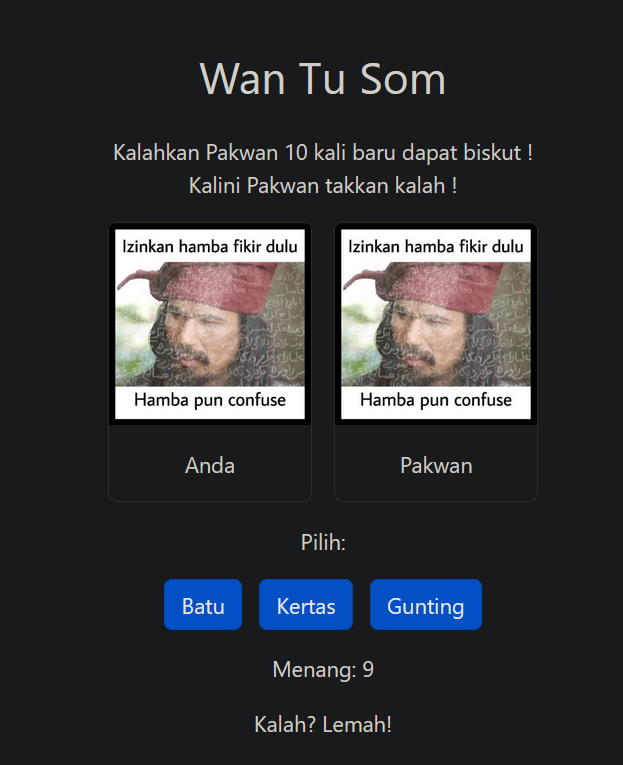 Wan Tu Som
Kalahkan Pakwan 10 kali baru dapat biskut !
Kalini Pakwan takkan kalah !
Izinkan hamba fikir dulu
Hamba pun confuse
Anda
Izinkan hamba fikir dulu
Hamba pun confuse
Pakwan
Pilih:
Batu
Kertas
Gunting
Menang: 9
Kalah? Lemah!